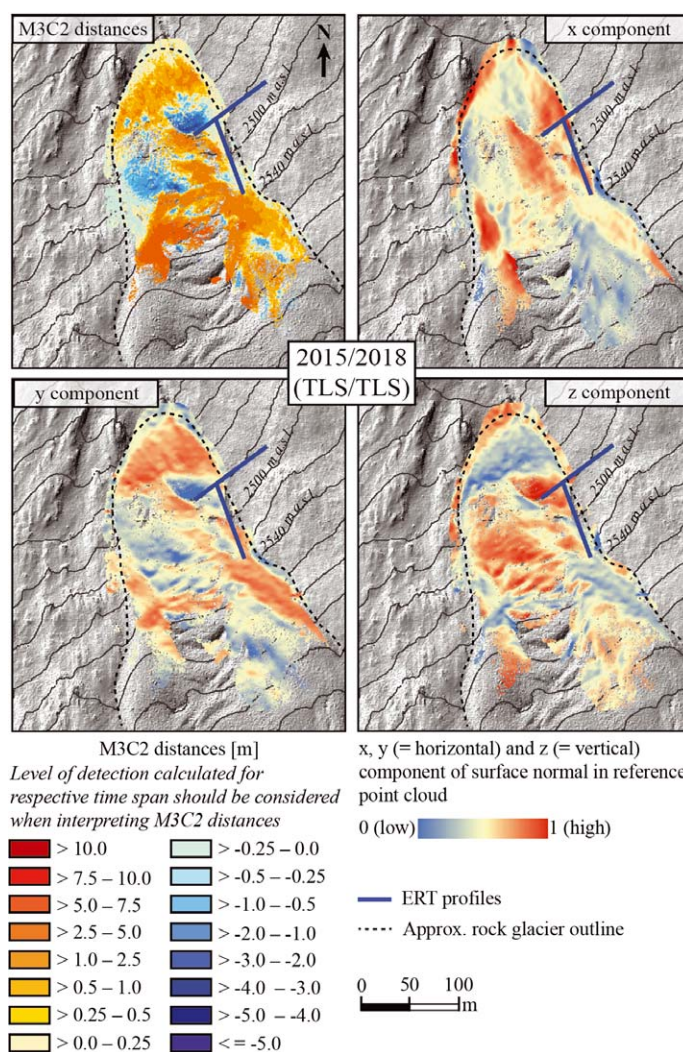 M3C2 distances
N
2500 m a.s.l.
2540 m a.s.l.
x component
2500 m a.s.l.
2540 m a.s.l.
2015/2018
(TLS/TLS)
y component
2500 m a.s.l.
2540 m a.s.l.
z component
2500 m a.s.l.
2540 m a.s.l.
M3C2 distances [m]
Level of detection calculated for
respective time span should be considered
when interpreting M3C2 distances
> 10.0
> 7.5 – 10.0
> 5.0 – 7.5
> 2.5 – 5.0
> 1.0 – 2.5
> 0.5 – 1.0
> 0.25 – 0.5
> 0.0 – 0.25
> -0.25 – 0.0
> -0.5 – -0.25
> -1.0 – -0.5
> -2.0 – -1.0
> -3.0 – -2.0
> -4.0 – -3.0
> -5.0 – -4.0
< = -5.0
x, y (= horizontal) and z (= vertical)
component of surface normal in reference
point cloud
0 (low) 1 (high)
ERT profiles
Approx. rock glacier outline
0 50 100
m